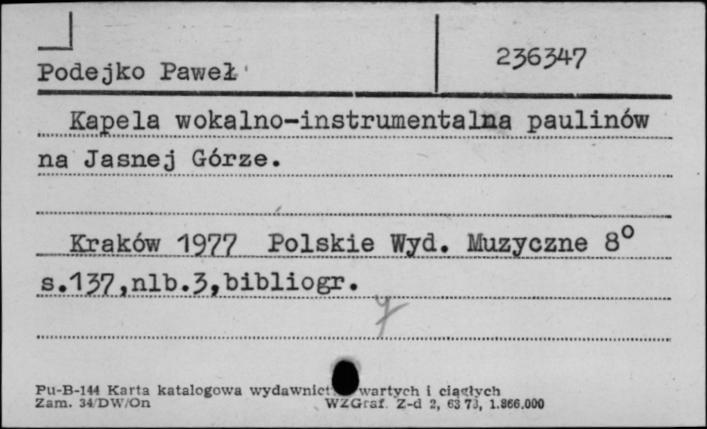 236347
Podejko Paweł
Kapela wokalno-instrumentalna paulinów
na Jasnej Górze.
Kraków 1977 Polskie Wyd. Muzyczne 8°
s.137,nlb.3,bibliogr.
Pu-B-144 Karta katalogowa wydawnict wartych i ciągłych
Zam. 34/DW/On WZGraf. Z-d 2, 63 73, 1.866.000